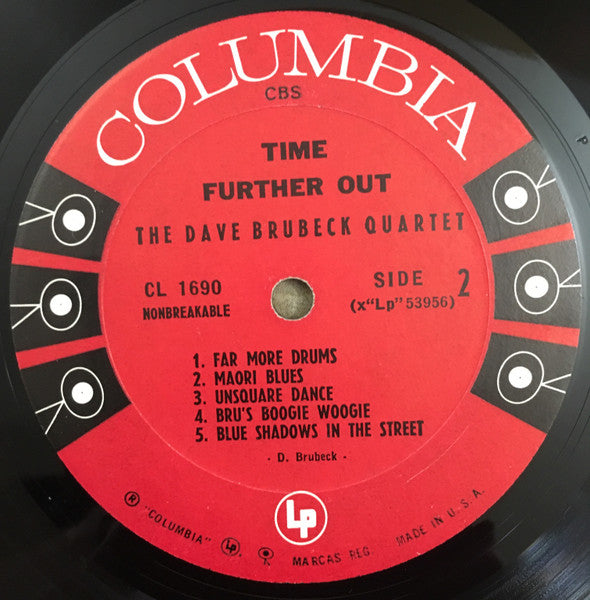 COLUMBIA
CBS
TIME
FURTHER OUT
THE DAVE BRUBECK QUARTET
CL 1690
NONBREAKABLE
SIDE 2
(x“Lp” 53956)
1. FAR MORE DRUMS
2. MAORI BLUES
3. UNSQUARE DANCE
4. BRU'S BOOGIE WOOGIE
5. BLUE SHADOWS IN THE STREET
- D. Brubeck -
Lp
® "COLUMBIA" Lp MARCAS REG. MADE IN U.S.A.
P